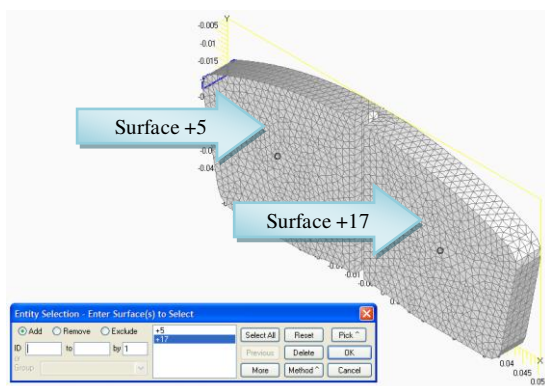 Y
-0.005
-0.01
-0.015
Surface +5
-0.04
Surface +17
0.04
0.045
0.05
X
Entity Selection - Enter Surface(s) to Select
Add Remove Exclude
ID to by 1
or
Group
+5
+17
Select All Reset Pick ^
Previous Delete OK
More Method ^ Cancel